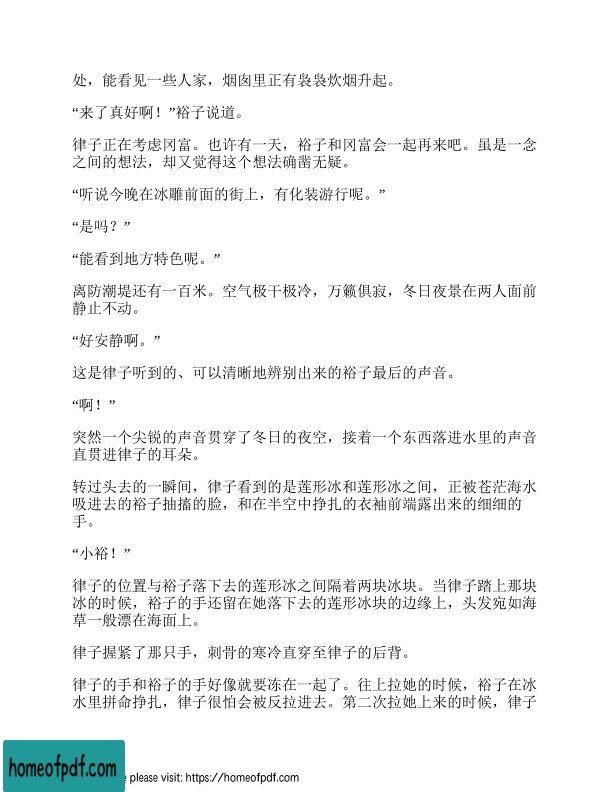 处，能看见一些人家，烟囱里正有袅袅炊烟升起。
“来了真好啊！”裕子说道。
律子正在考虑冈富。也许有一天，裕子和冈富会一起再来吧。虽是一念
之间的想法，却又觉得这个想法确凿无疑。
“听说今晚在冰雕前面的街上，有化装游行呢。”
“是吗？”
“能看到地方特色呢。”
离防潮堤还有一百米。空气极干极冷，万籁俱寂，冬日夜景在两人面前
静止不动。
“好安静啊。”
这是律子听到的、可以清晰地辨别出来的裕子最后的声音。
“啊！”
突然一个尖锐的声音贯穿了冬日的夜空，接着一个东西落进水里的声音
直贯进律子的耳朵。
转过头去的一瞬间，律子看到的是莲形冰和莲形冰之间，正被苍茫海水
吸进去的裕子抽搐的脸，和在半空中挣扎的衣袖前端露出来的细细的
手。
“小裕！”
律子的位置与裕子落下去的莲形冰之间隔着两块冰块。当律子踏上那块
冰的时候，裕子的手还留在她落下去的莲形冰块的边缘上，头发宛如海
草一般漂在海面上。
律子握紧了那只手，刺骨的寒冷直穿至律子的后背。
律子的手和裕子的手好像就要冻在一起了。往上拉她的时候，裕子在冰
水里拼命挣扎，律子很怕会被反拉进去。第二次拉她上来的时候，律子
homeofpdf.com
e please visit: https://homeofpdf.com